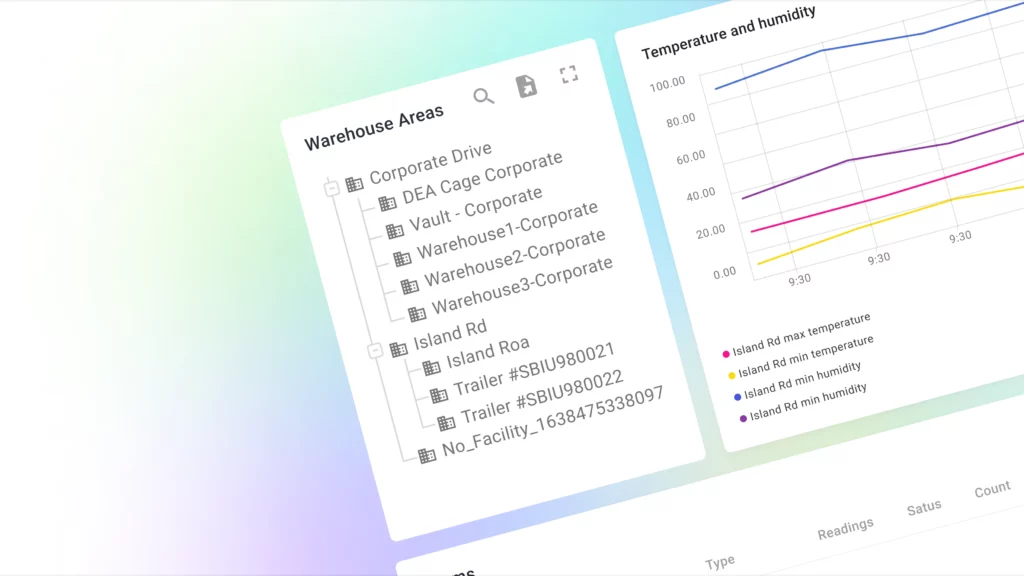 Warehouse Areas
Corporate Drive
DEA Cage Corporate
Vault - Corporate
Warehouse1-Corporate
Warehouse2-Corporate
Warehouse3-Corporate
Island Rd
Island Roa
Trailer #SBIU980021
Trailer #SBIU980022
No_Facility_1638475338097
Temperature and humidity
100.00
80.00
60.00
40.00
20.00
0.00
9:30
9:30
9:30
Island Rd max temperature
Island Rd min temperature
Island Rd min humidity
Island Rd min humidity
Type
Readings
Satus
Count